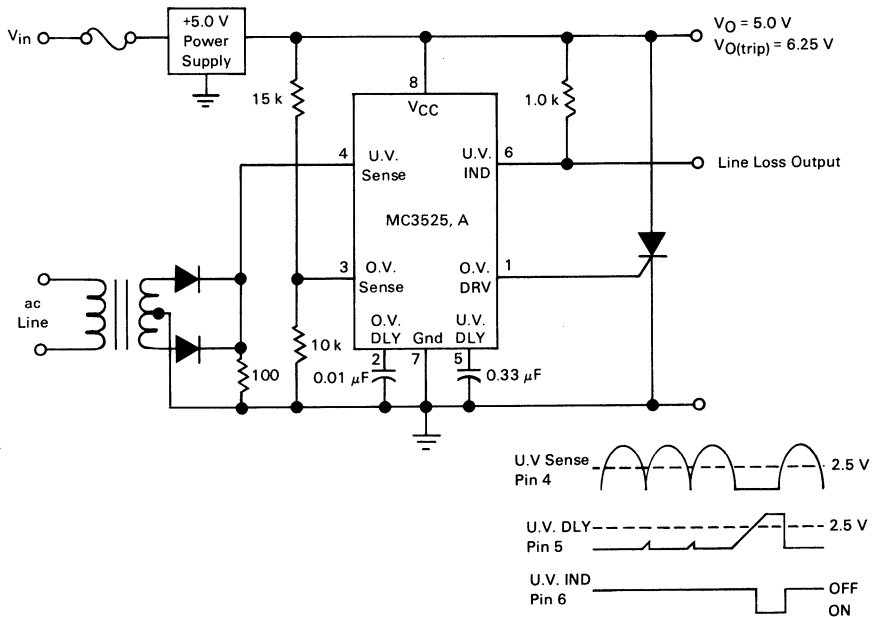 +5.0 V
Power
Supply
Vin
VO = 5.0 V
VO(trip) = 6.25 V
15 k
8
VCC
1.0 k
4
U.V.
Sense
U.V.
IND
6
Line Loss Output
MC3525, A
3
O.V.
Sense
O.V.
DRV
1
ac
Line
O.V.
DLY
Gnd
U.V.
DLY
10 k
2
7
5
100
0.01 μF
0.33 μF
U.V Sense
Pin 4
2.5 V
U.V. DLY
Pin 5
2.5 V
U.V. IND
Pin 6
OFF
ON